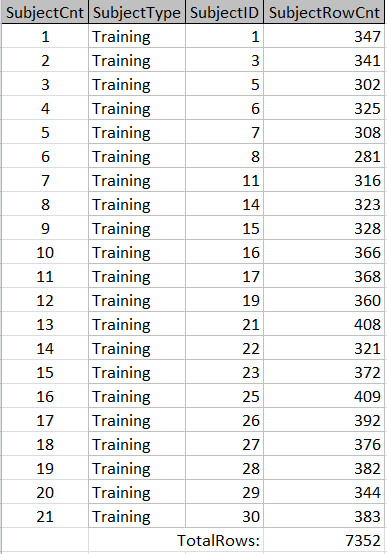 SubjectCnt SubjectType SubjectID SubjectRowCnt
1 Training 1 347
2 Training 3 341
3 Training 5 302
4 Training 6 325
5 Training 7 308
6 Training 8 281
7 Training 11 316
8 Training 14 323
9 Training 15 328
10 Training 16 366
11 Training 17 368
12 Training 19 360
13 Training 21 408
14 Training 22 321
15 Training 23 372
16 Training 25 409
17 Training 26 392
18 Training 27 376
19 Training 28 382
20 Training 29 344
21 Training 30 383
TotalRows: 7352